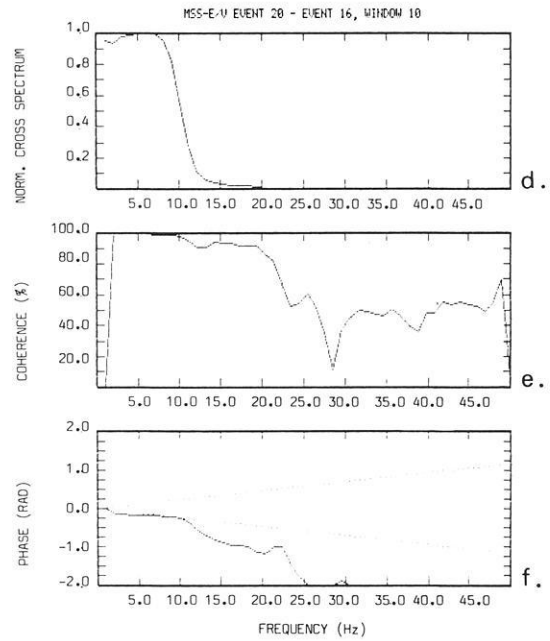 MSS-E/V EVENT 20 - EVENT 16, WINDOW 10
NORM. CROSS SPECTRUM
1.0
0.8
0.6
0.4
0.2
5.0 10.0 15.0 20.0 25.0 30.0 35.0 40.0 45.0
d.
COHERENCE (%)
100.0
80.0
60.0
40.0
20.0
5.0 10.0 15.0 20.0 25.0 30.0 35.0 40.0 45.0
e.
PHASE (RAD)
2.0
1.0
0.0
-1.0
-2.0
5.0 10.0 15.0 20.0 25.0 30.0 35.0 40.0 45.0
f.
FREQUENCY (Hz)